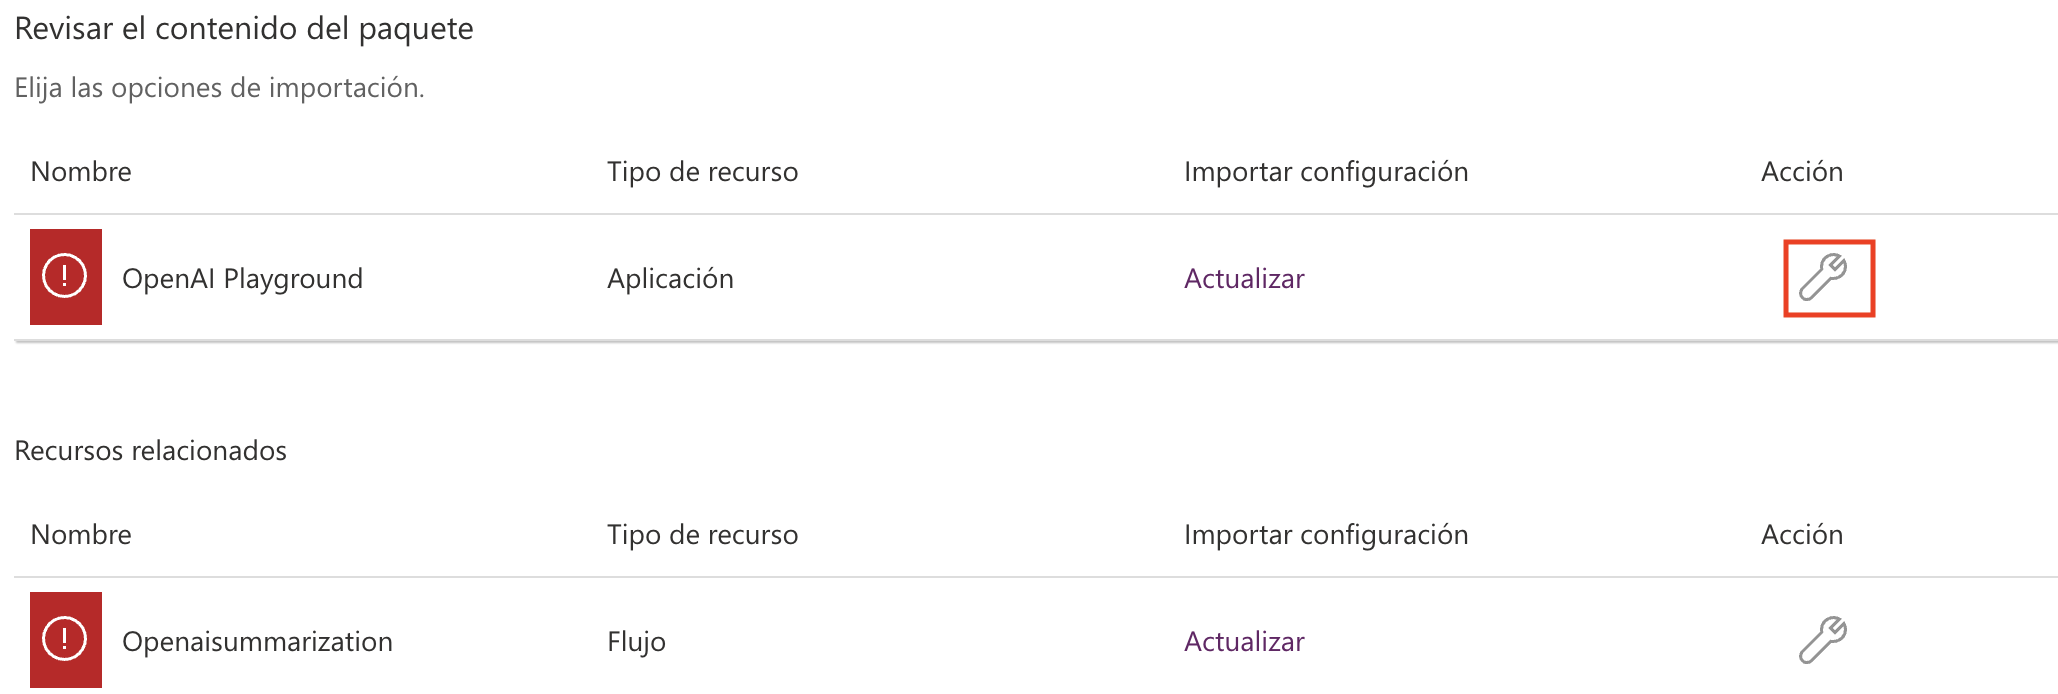 Revisar el contenido del paquete
Elija las opciones de importación.
Nombre Tipo de recurso Importar configuración Acción
OpenAI Playground Aplicación Actualizar
Recursos relacionados
Nombre Tipo de recurso Importar configuración Acción
Openaisummarization Flujo Actualizar